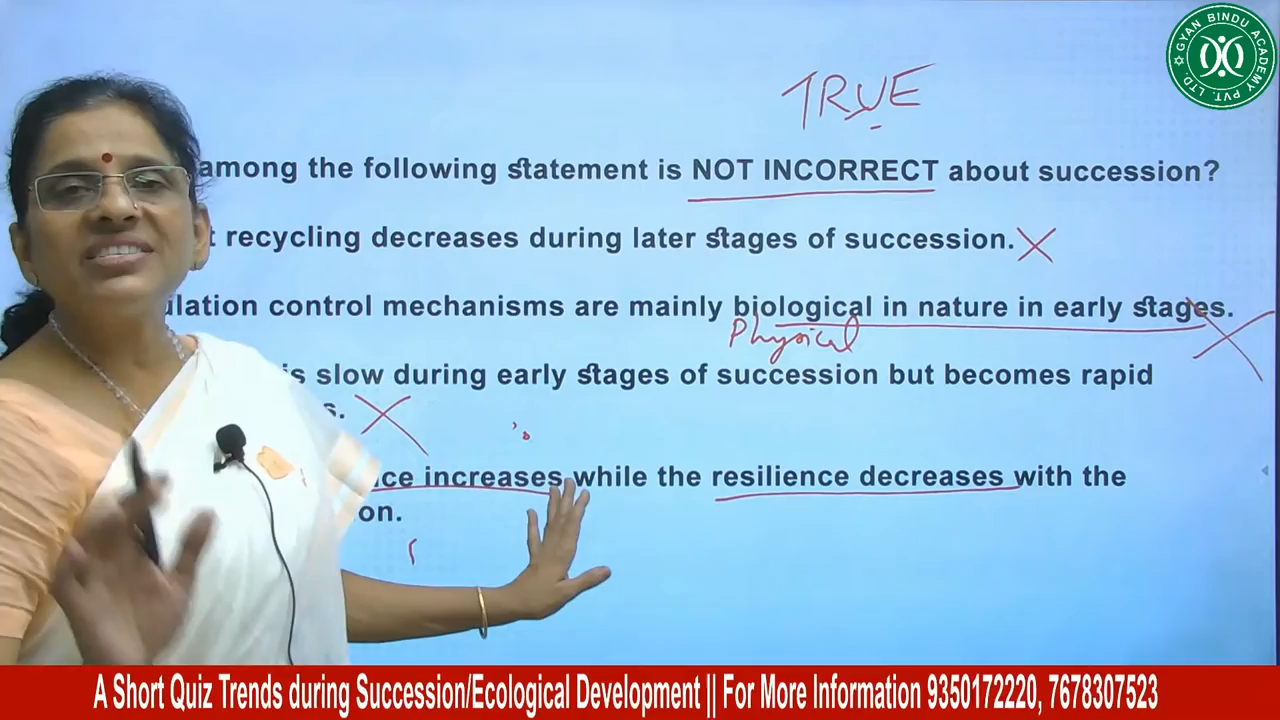 GYAN BINDU ACADEMY PVT. LTD.
TRUE
among the following statement is NOT INCORRECT about succession?
t recycling decreases during later stages of succession.
ulation control mechanisms are mainly biological in nature in early stages.
Physical
is slow during early stages of succession but becomes rapid
s.
ce increases while the resilience decreases with the
on.
A Short Quiz Trends during Succession/Ecological Development || For More Information 9350172220, 7678307523